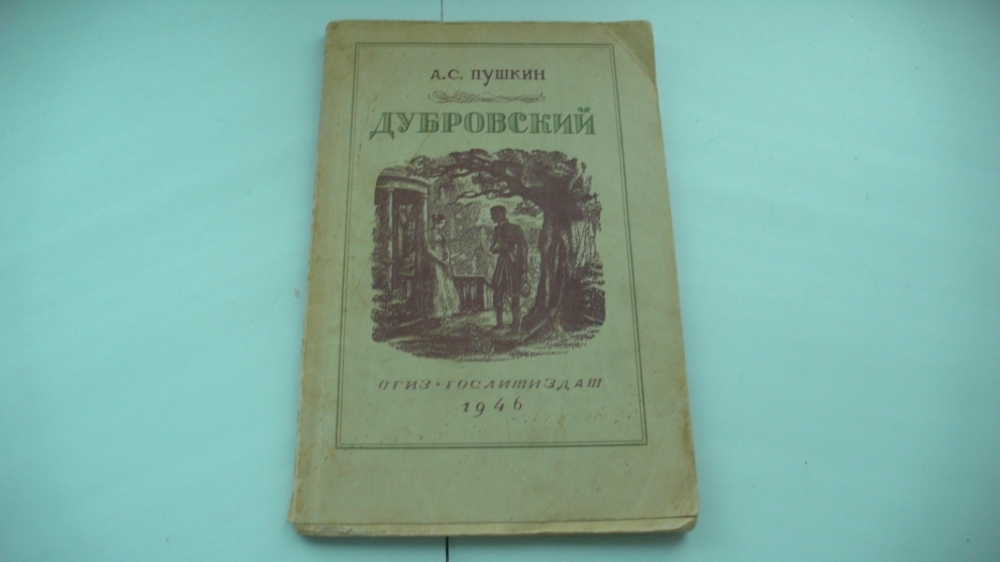 А.С. ПУШКИН
ДУБРОВСКИЙ
ОГИЗ · ГОСЛИТИЗДАТ
1946